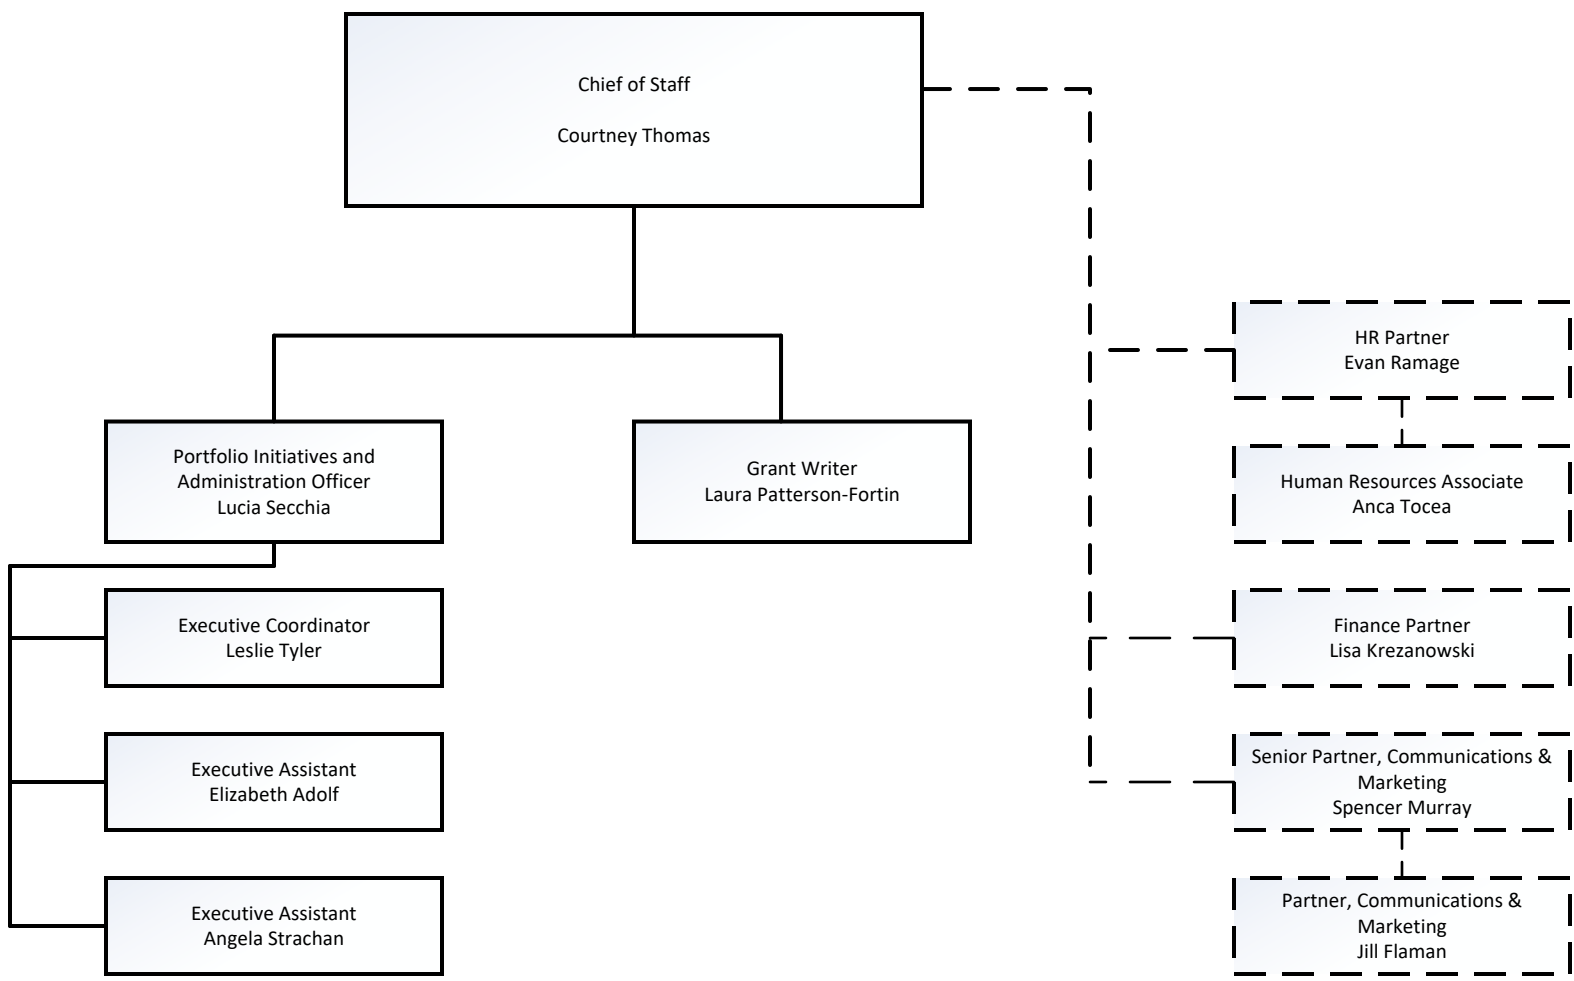 Chief of Staff
Courtney Thomas
Portfolio Initiatives and
Administration Officer
Lucia Secchia
Grant Writer
Laura Patterson-Fortin
Executive Coordinator
Leslie Tyler
Executive Assistant
Elizabeth Adolf
Executive Assistant
Angela Strachan
HR Partner
Evan Ramage
Human Resources Associate
Anca Tocea
Finance Partner
Lisa Krezanowski
Senior Partner, Communications &
Marketing
Spencer Murray
Partner, Communications &
Marketing
Jill Flaman